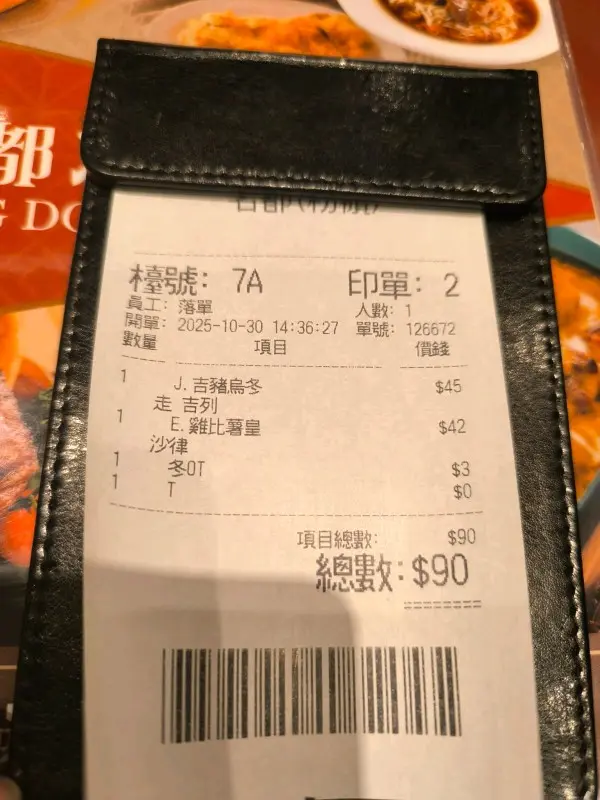 都
G DO
檯號: 7A 印單: 2
員工: 落單 人數: 1
開單: 2025-10-30 14:36:27 單號: 126672
數量 項目 價錢
1 J.吉豬烏冬 $45
走 吉列
1 E.雞比薯皇 $42
沙律
1 冬OT $3
1 T $0
項目總數: $90
總數: $90